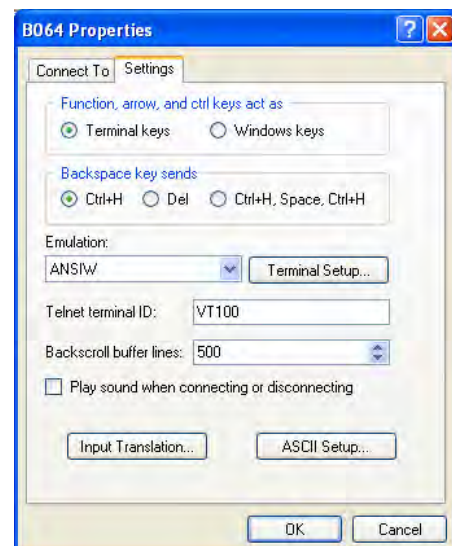 B064 Properties
Connect To Settings
Function, arrow, and ctrl keys act as
Terminal keys Windows keys
Backspace key sends
Ctrl+H Del Ctrl+H, Space, Ctrl+H
Emulation:
ANSIW Terminal Setup...
Telnet terminal ID: VT100
Backscroll buffer lines: 500
Play sound when connecting or disconnecting
Input Translation... ASCII Setup...
OK Cancel